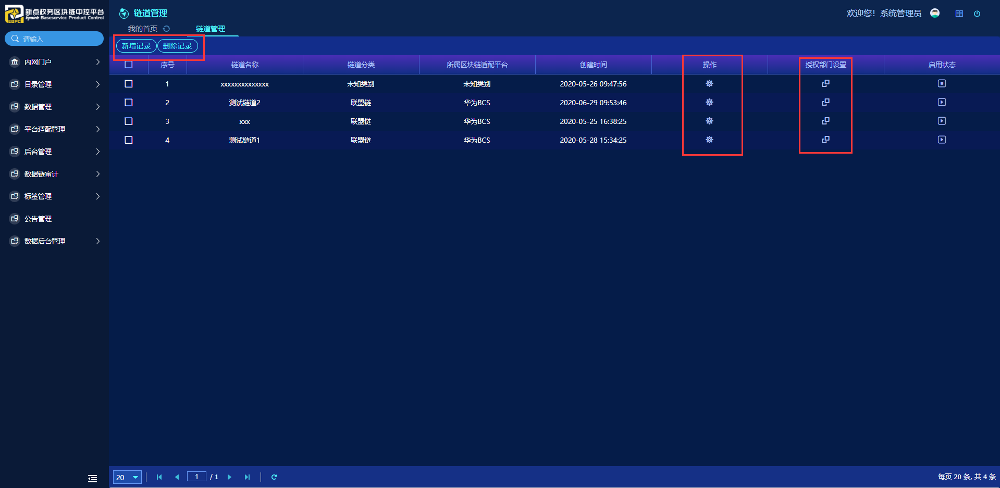 新点政务区块链中控平台
Epoint Baseservice Product Control
EBPC
链道管理
欢迎您！系统管理员
我的首页
链道管理
请输入
新增记录
删除记录
内网门户
目录管理
数据管理
平台适配管理
后台管理
数据链审计
标签管理
公告管理
数据后台管理
序号 链道名称 链道分类 所属区块链适配平台 创建时间 操作 授权部门设置 启用状态
1 xxxxxxxxxxxxxx 未知类别 未知类别 2020-05-26 09:47:56
2 测试链道2 联盟链 华为BCS 2020-06-29 09:53:46
3 xxx 联盟链 华为BCS 2020-05-25 16:38:25
4 测试链道1 联盟链 华为BCS 2020-05-28 15:34:25
20 1 / 1 每页 20 条, 共 4 条